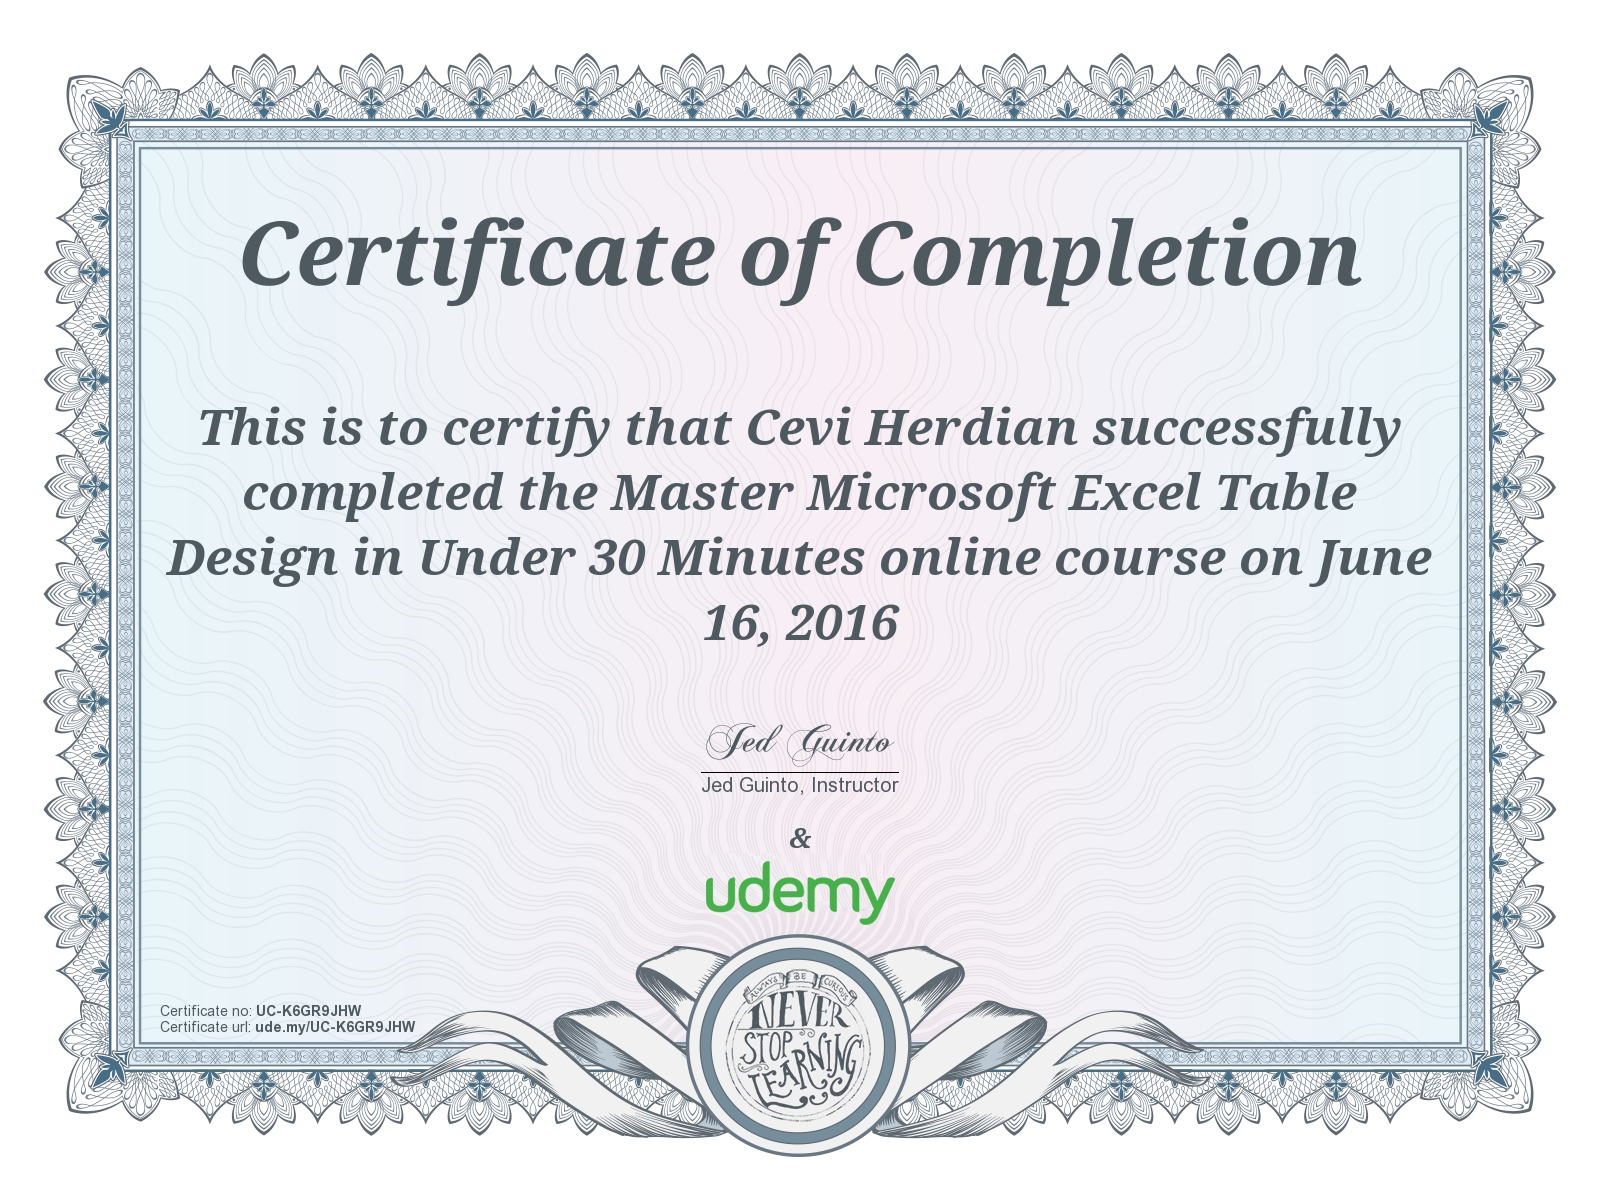 Certificate of Completion
This is to certify that Cevi Herdian successfully
completed the Master Microsoft Excel Table
Design in Under 30 Minutes online course on June
16, 2016
Jed Guinto
Jed Guinto, Instructor
&
udemy
Certificate no: UC-K6GR9JHW
Certificate url: ude.my/UC-K6GR9JHW
ALWAYS BE CURIOUS
NEVER
STOP
LEARNING